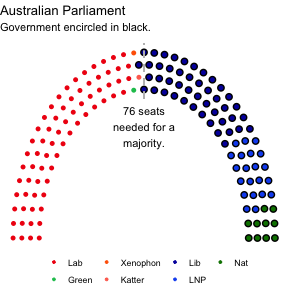 Australian Parliament
Government encircled in black.
76 seats
needed for a
majority.
Lab Xenophon Lib Nat
Green Katter LNP